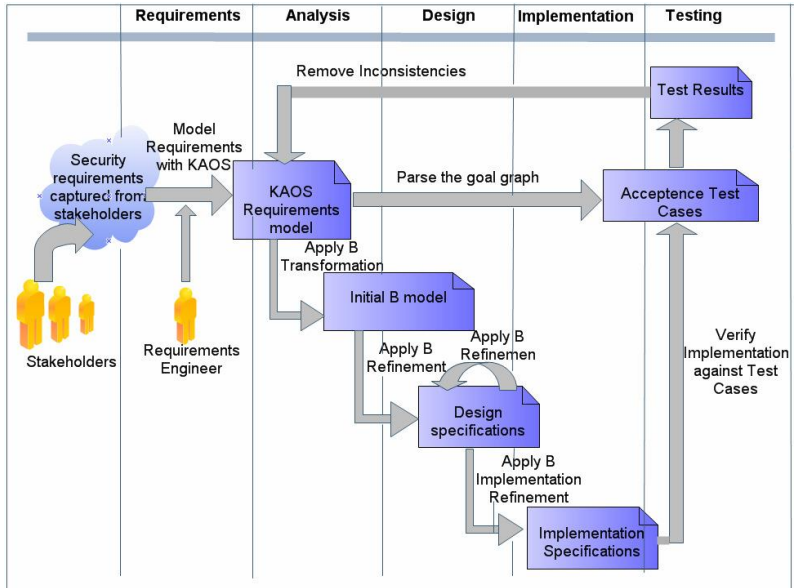 Requirements
Analysis
Design
Implementation
Testing
Remove Inconsistencies
Test Results
Model
Requirements
with KAOS
Security
requirements
captured from
stakeholders
KAOS
Requirements
model
Parse the goal graph
Acceptence Test
Cases
Apply B
Transformation
Initial B model
Stakeholders
Requirements
Engineer
Apply B
Refinement
Apply B
Refinemen
Verify
Implementation
against Test
Cases
Design
specifications
Apply B
Implementation
Refinement
Implementation
Specifications